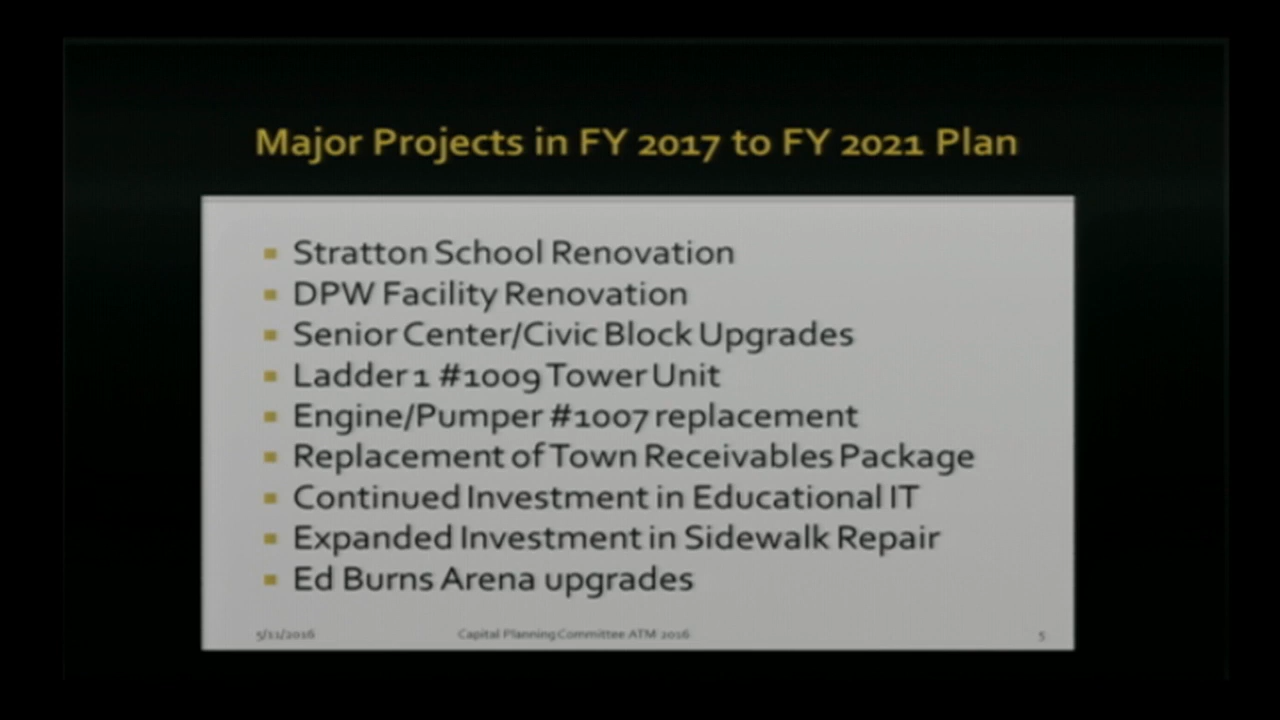 Major Projects in FY 2017 to FY 2021 Plan
Stratton School Renovation
DPW Facility Renovation
Senior Center/Civic Block Upgrades
Ladder 1 #1009 Tower Unit
Engine/Pumper #1007 replacement
Replacement of Town Receivables Package
Continued Investment in Educational IT
Expanded Investment in Sidewalk Repair
Ed Burns Arena upgrades
5/11/2016 Capital Planning Committee ATM 2016 5